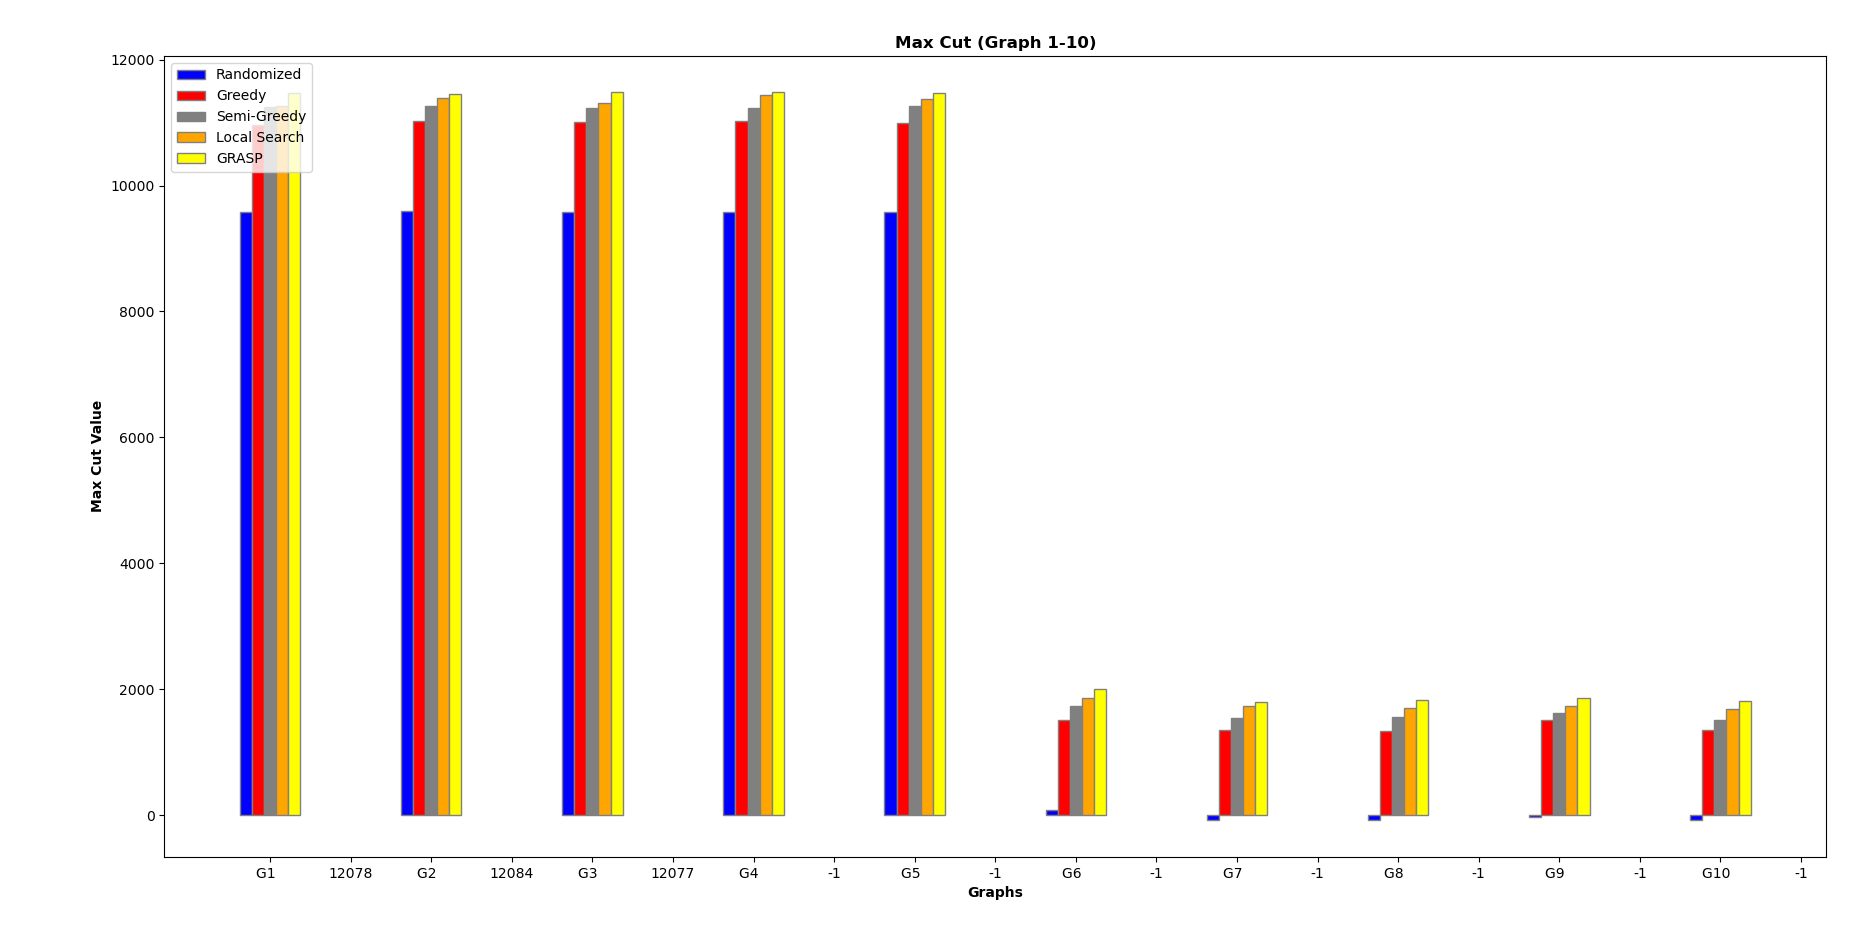 Max Cut (Graph 1-10)
12000
10000
8000
6000
4000
2000
0
Max Cut Value
Randomized
Greedy
Semi-Greedy
Local Search
GRASP
G1 12078 G2 12084 G3 12077 G4 -1 G5 -1 G6 -1 G7 -1 G8 -1 G9 -1 G10 -1
Graphs